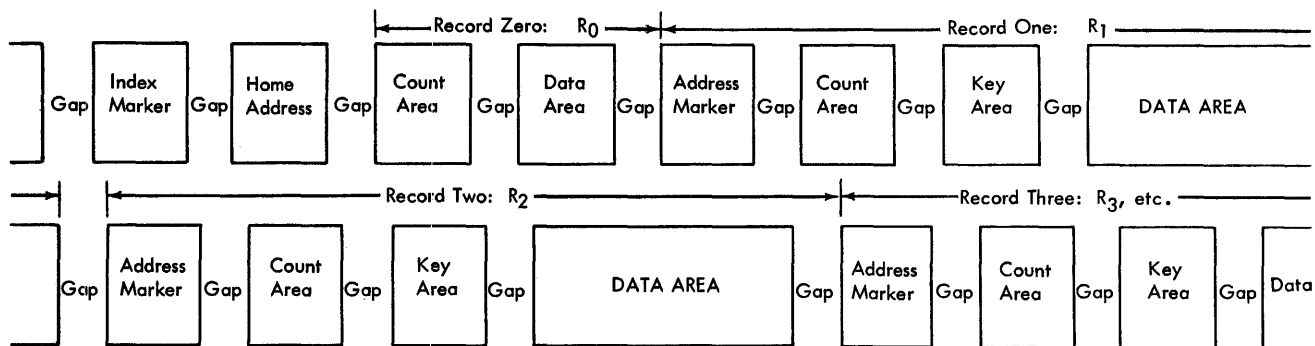 Record Zero: R0 Record One: R1
Gap Index Marker Gap Home Address Gap Count Area Gap Data Area Gap Address Marker Gap Count Area Gap Key Area Gap DATA AREA
Record Two: R2 Record Three: R3, etc.
Gap Address Marker Gap Count Area Gap Key Area Gap DATA AREA Gap Address Marker Gap Count Area Gap Key Area Gap Data